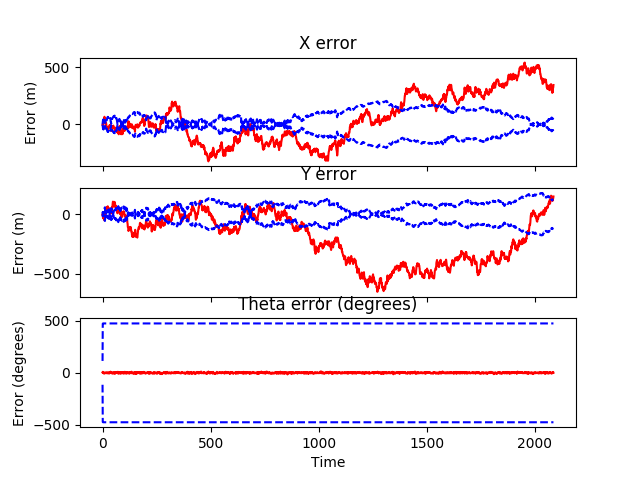 X error
500
0
Error (m)
Y error
0
−500
Error (m)
Theta error (degrees)
500
0
−500
Error (degrees)
0
500
1000
1500
2000
Time